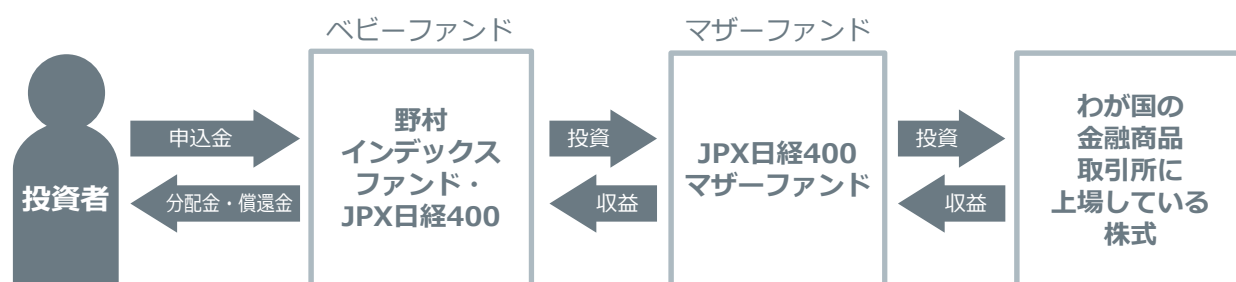 ベビーファンド
マザーファンド
投資者
申込金
分配金・償還金
野村
インデックス
ファンド・
JPX日経400
投資
収益
JPX日経400
マザーファンド
投資
収益
わが国の
金融商品
取引所に
上場している
株式